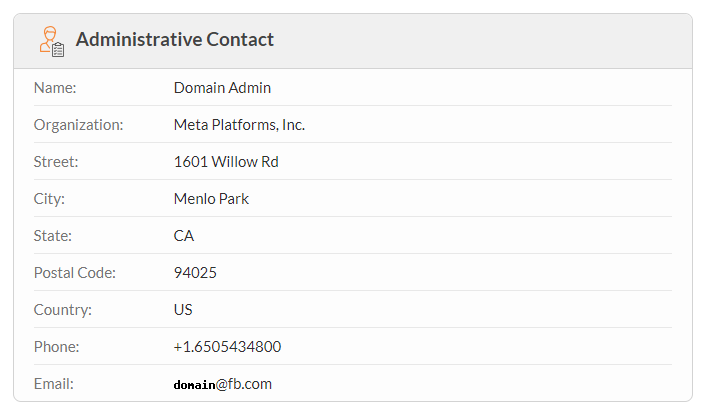 Administrative Contact
Name: Domain Admin
Organization: Meta Platforms, Inc.
Street: 1601 Willow Rd
City: Menlo Park
State: CA
Postal Code: 94025
Country: US
Phone: +1.6505434800
Email: domain@fb.com